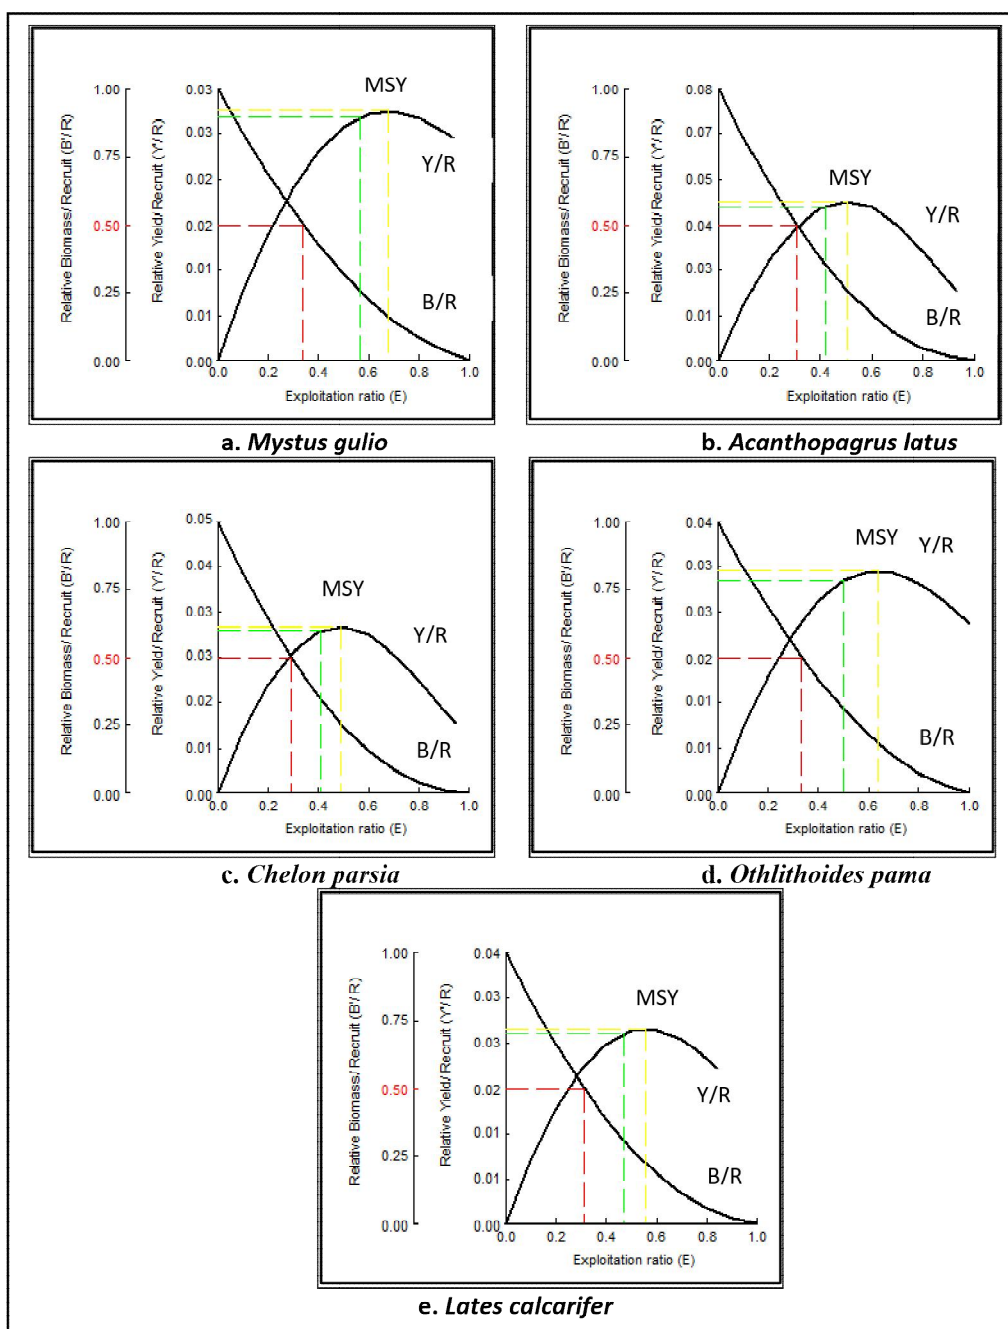 Relative Biomass/ Recruit (B'/ R)
1.00
0.75
0.50
0.25
0.00
Relative Yield/ Recruit (Y'/ R)
0.03
0.03
0.02
0.02
0.01
0.01
0.00
MSY
Y/R
B/R
0.0 0.2 0.4 0.6 0.8 1.0
Exploitation ratio (E)
a. Mystus gulio
Relative Biomass/ Recruit (B'/ R)
1.00
0.75
0.50
0.25
0.00
Relative Yield/ Recruit (Y'/ R)
0.08
0.07
0.05
0.04
0.03
0.01
0.00
MSY
Y/R
B/R
0.0 0.2 0.4 0.6 0.8 1.0
Exploitation ratio (E)
b. Acanthopagrus latus
Relative Biomass/ Recruit (B'/ R)
1.00
0.75
0.50
0.25
0.00
Relative Yield/ Recruit (Y'/ R)
0.05
0.04
0.03
0.03
0.02
0.01
0.00
MSY
Y/R
B/R
0.0 0.2 0.4 0.6 0.8 1.0
Exploitation ratio (E)
c. Chelon parsia
Relative Biomass/ Recruit (B'/ R)
1.00
0.75
0.50
0.25
0.00
Relative Yield/ Recruit (Y'/ R)
0.04
0.03
0.03
0.02
0.01
0.01
0.00
MSY
Y/R
B/R
0.0 0.2 0.4 0.6 0.8 1.0
Exploitation ratio (E)
d. Othlithoides pama
Relative Biomass/ Recruit (B'/ R)
1.00
0.75
0.50
0.25
0.00
Relative Yield/ Recruit (Y'/ R)
0.04
0.03
0.03
0.02
0.01
0.01
0.00
MSY
Y/R
B/R
0.0 0.2 0.4 0.6 0.8 1.0
Exploitation ratio (E)
e. Lates calcarifer